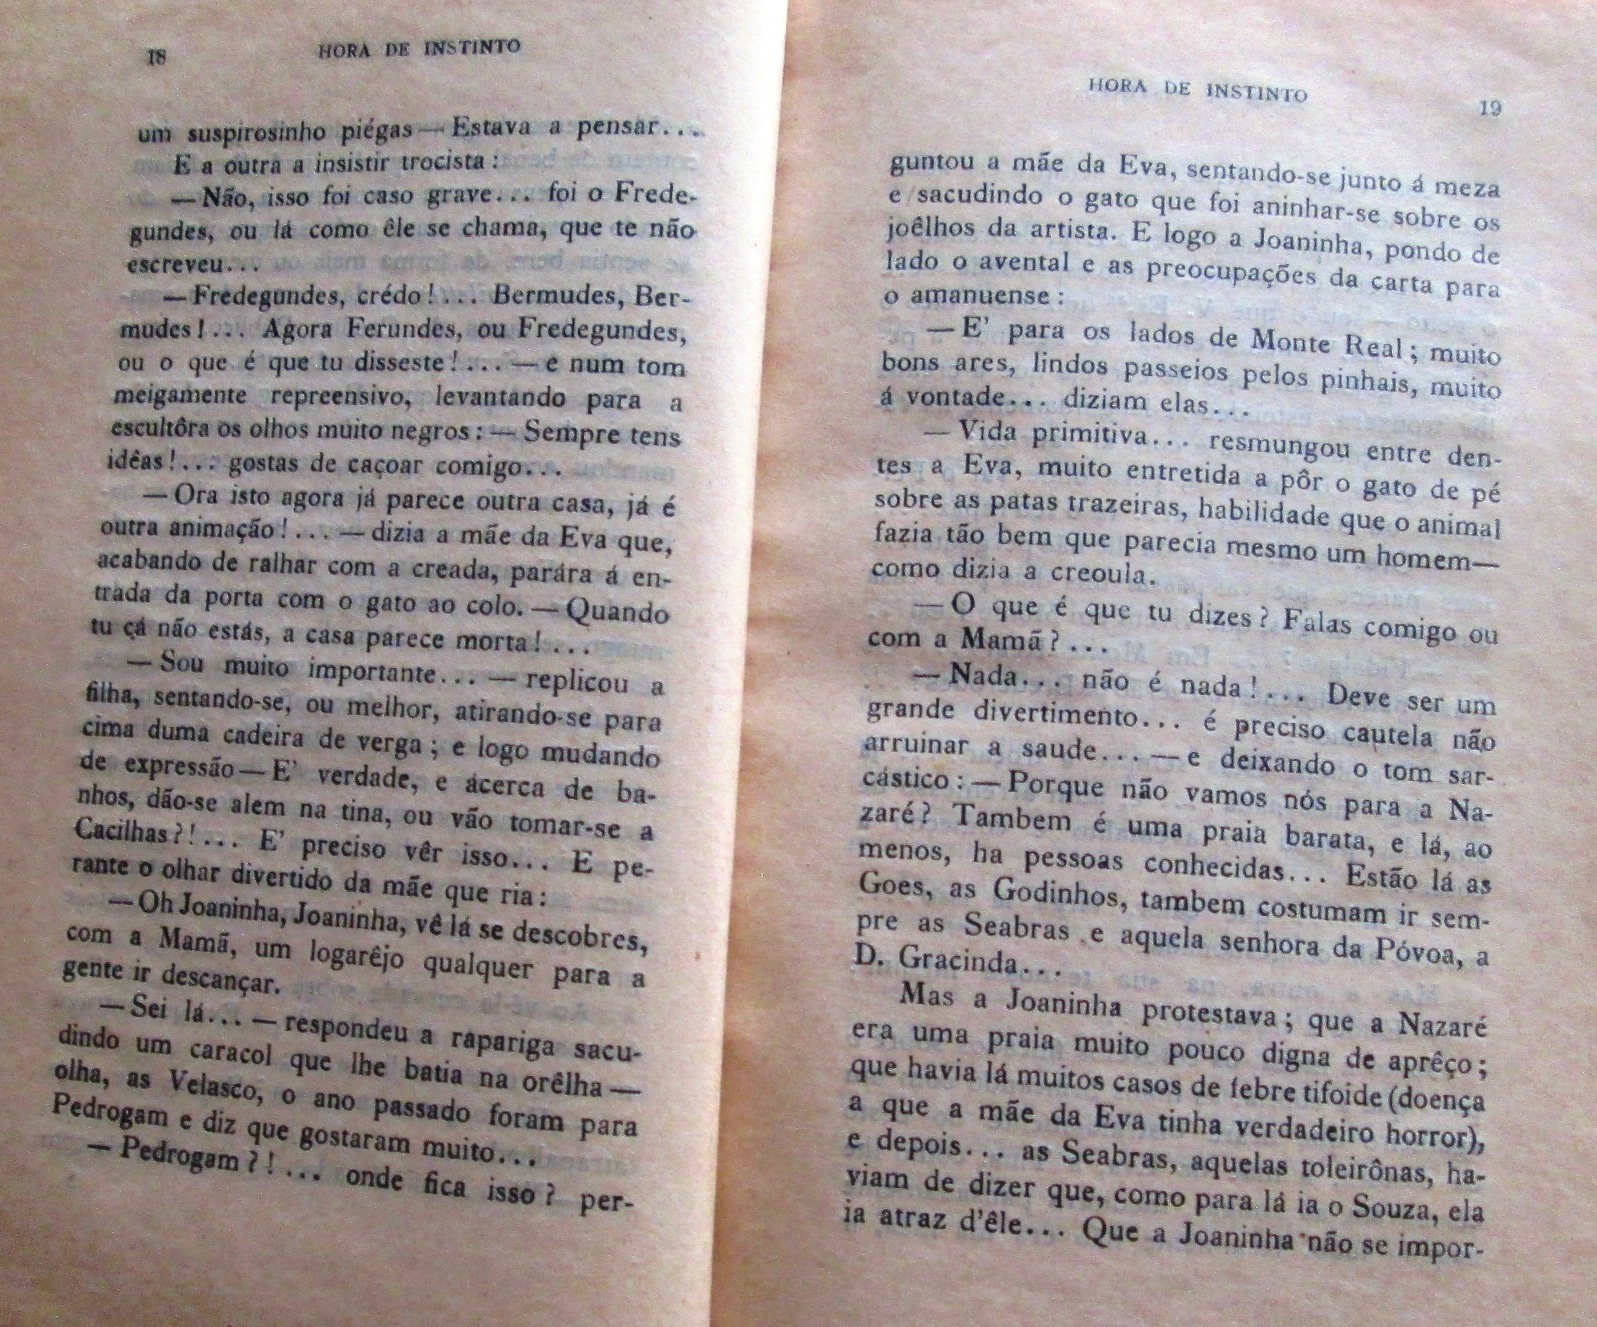 18
HORA DE INSTINTO
um suspirosinho piégas — Estava a pensar...
E a outra a insistir trocista:
— Não, isso foi caso grave... foi o Frede-
gundes, ou lá como êle se chama, que te não
escreveu...
— Fredegundes, crédo!... Bermudes, Ber-
mudes!... Agora Ferundes, ou Fredegundes,
ou o que é que tu disseste!... — e num tom
meigamente repreensivo, levantando para a
escultôra os olhos muito negros: — Sempre tens
idêas!... gostas de caçoar comigo...
— Ora isto agora já parece outra casa, já é
outra animação!... — dizia a mãe da Eva que,
acabando de ralhar com a creada, parára á en-
trada da porta com o gato ao colo. — Quando
tu çá não estás, a casa parece morta!...
— Sou muito importante... — replicou a
filha, sentando-se, ou melhor, atirando-se para
cima duma cadeira de verga; e logo mudando
de expressão — E' verdade, e ácerca de ba-
nhos, dão-se alem na tina, ou vão tomar-se a
Cacilhas?!... E' preciso vêr isso... E pe-
rante o olhar divertido da mãe que ria:
— Oh Joaninha, Joaninha, vê lá se descobres,
com a Mamã, um logarêjo qualquer para a
gente ir descançar.
— Sei lá... — respondeu a rapariga sacu-
dindo um caracol que lhe batia na orêlha —
olha, as Velasco, o ano passado foram para
Pedrogam e diz que gostaram muito...
— Pedrogam?!... onde fica isso? per-
HORA DE INSTINTO
19
guntou a mãe da Eva, sentando-se junto á meza
e sacudindo o gato que foi aninhar-se sobre os
joêlhos da artista. E logo a Joaninha, pondo de
lado o avental e as preocupações da carta para
o amanuense:
— E' para os lados de Monte Real; muito
bons ares, lindos passeios pelos pinhais, muito
á vontade... diziam elas...
— Vida primitiva... resmungou entre den-
tes a Eva, muito entretida a pôr o gato de pé
sobre as patas trazeiras, habilidade que o animal
fazia tão bem que parecia mesmo um homem—
como dizia a creoula.
— O que é que tu dizes? Falas comigo ou
com a Mamã?...
— Nada... não é nada!... Deve ser um
grande divertimento... é preciso cautela não
arruinar a saude... — e deixando o tom sar-
cástico: — Porque não vamos nós para a Na-
zaré? Tambem é uma praia barata, e lá, ao
menos, ha pessoas conhecidas... Estão lá as
Goes, as Godinhos, tambem costumam ir sem-
pre as Seabras e aquela senhora da Póvoa, a
D. Gracinda...
Mas a Joaninha protestava; que a Nazaré
era uma praia muito pouco digna de aprêço;
que havia lá muitos casos de febre tifoide (doença
a que a mãe da Eva tinha verdadeiro horror),
e depois... as Seabras, aquelas toleirônas, ha-
viam de dizer que, como para lá ia o Souza, ela
ia atraz d'êle... Que a Joaninha não se impor-